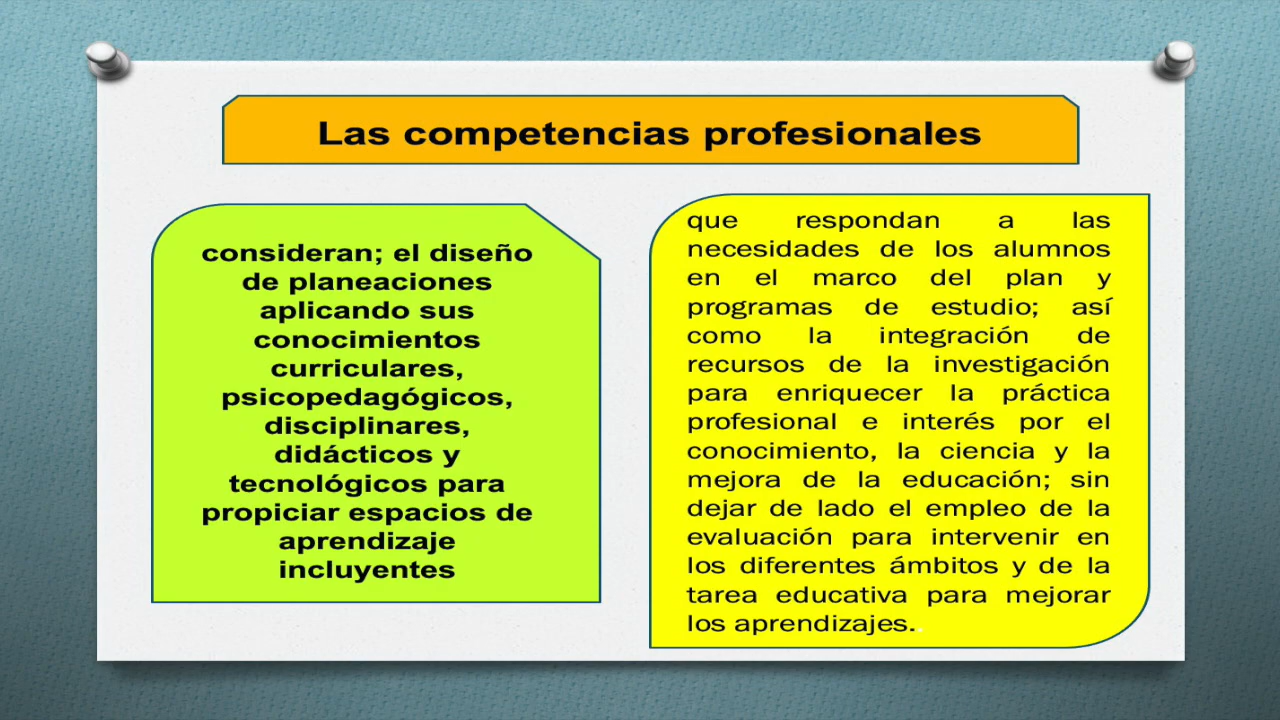 Las competencias profesionales
consideran; el diseño
de planeaciones
aplicando sus
conocimientos
curriculares,
psicopedagógicos,
disciplinares,
didácticos y
tecnológicos para
propiciar espacios de
aprendizaje
incluyentes
que respondan a las
necesidades de los alumnos
en el marco del plan y
programas de estudio; así
como la integración de
recursos de la investigación
para enriquecer la práctica
profesional e interés por el
conocimiento, la ciencia y la
mejora de la educación; sin
dejar de lado el empleo de la
evaluación para intervenir en
los diferentes ámbitos y de la
tarea educativa para mejorar
los aprendizajes..